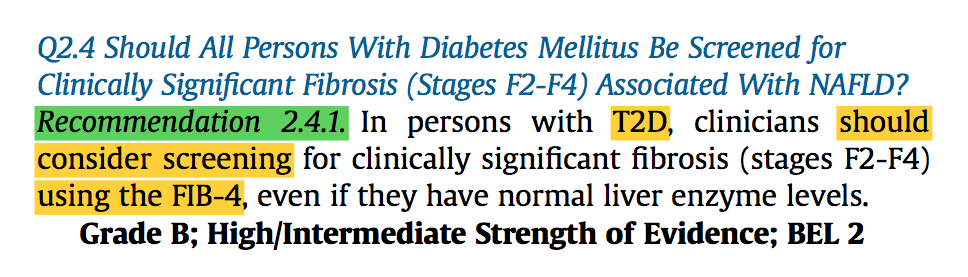 Q2.4 Should All Persons With Diabetes Mellitus Be Screened for
Clinically Significant Fibrosis (Stages F2-F4) Associated With NAFLD?
Recommendation 2.4.1. In persons with T2D, clinicians should
consider screening for clinically significant fibrosis (stages F2-F4)
using the FIB-4, even if they have normal liver enzyme levels.
Grade B; High/Intermediate Strength of Evidence; BEL 2